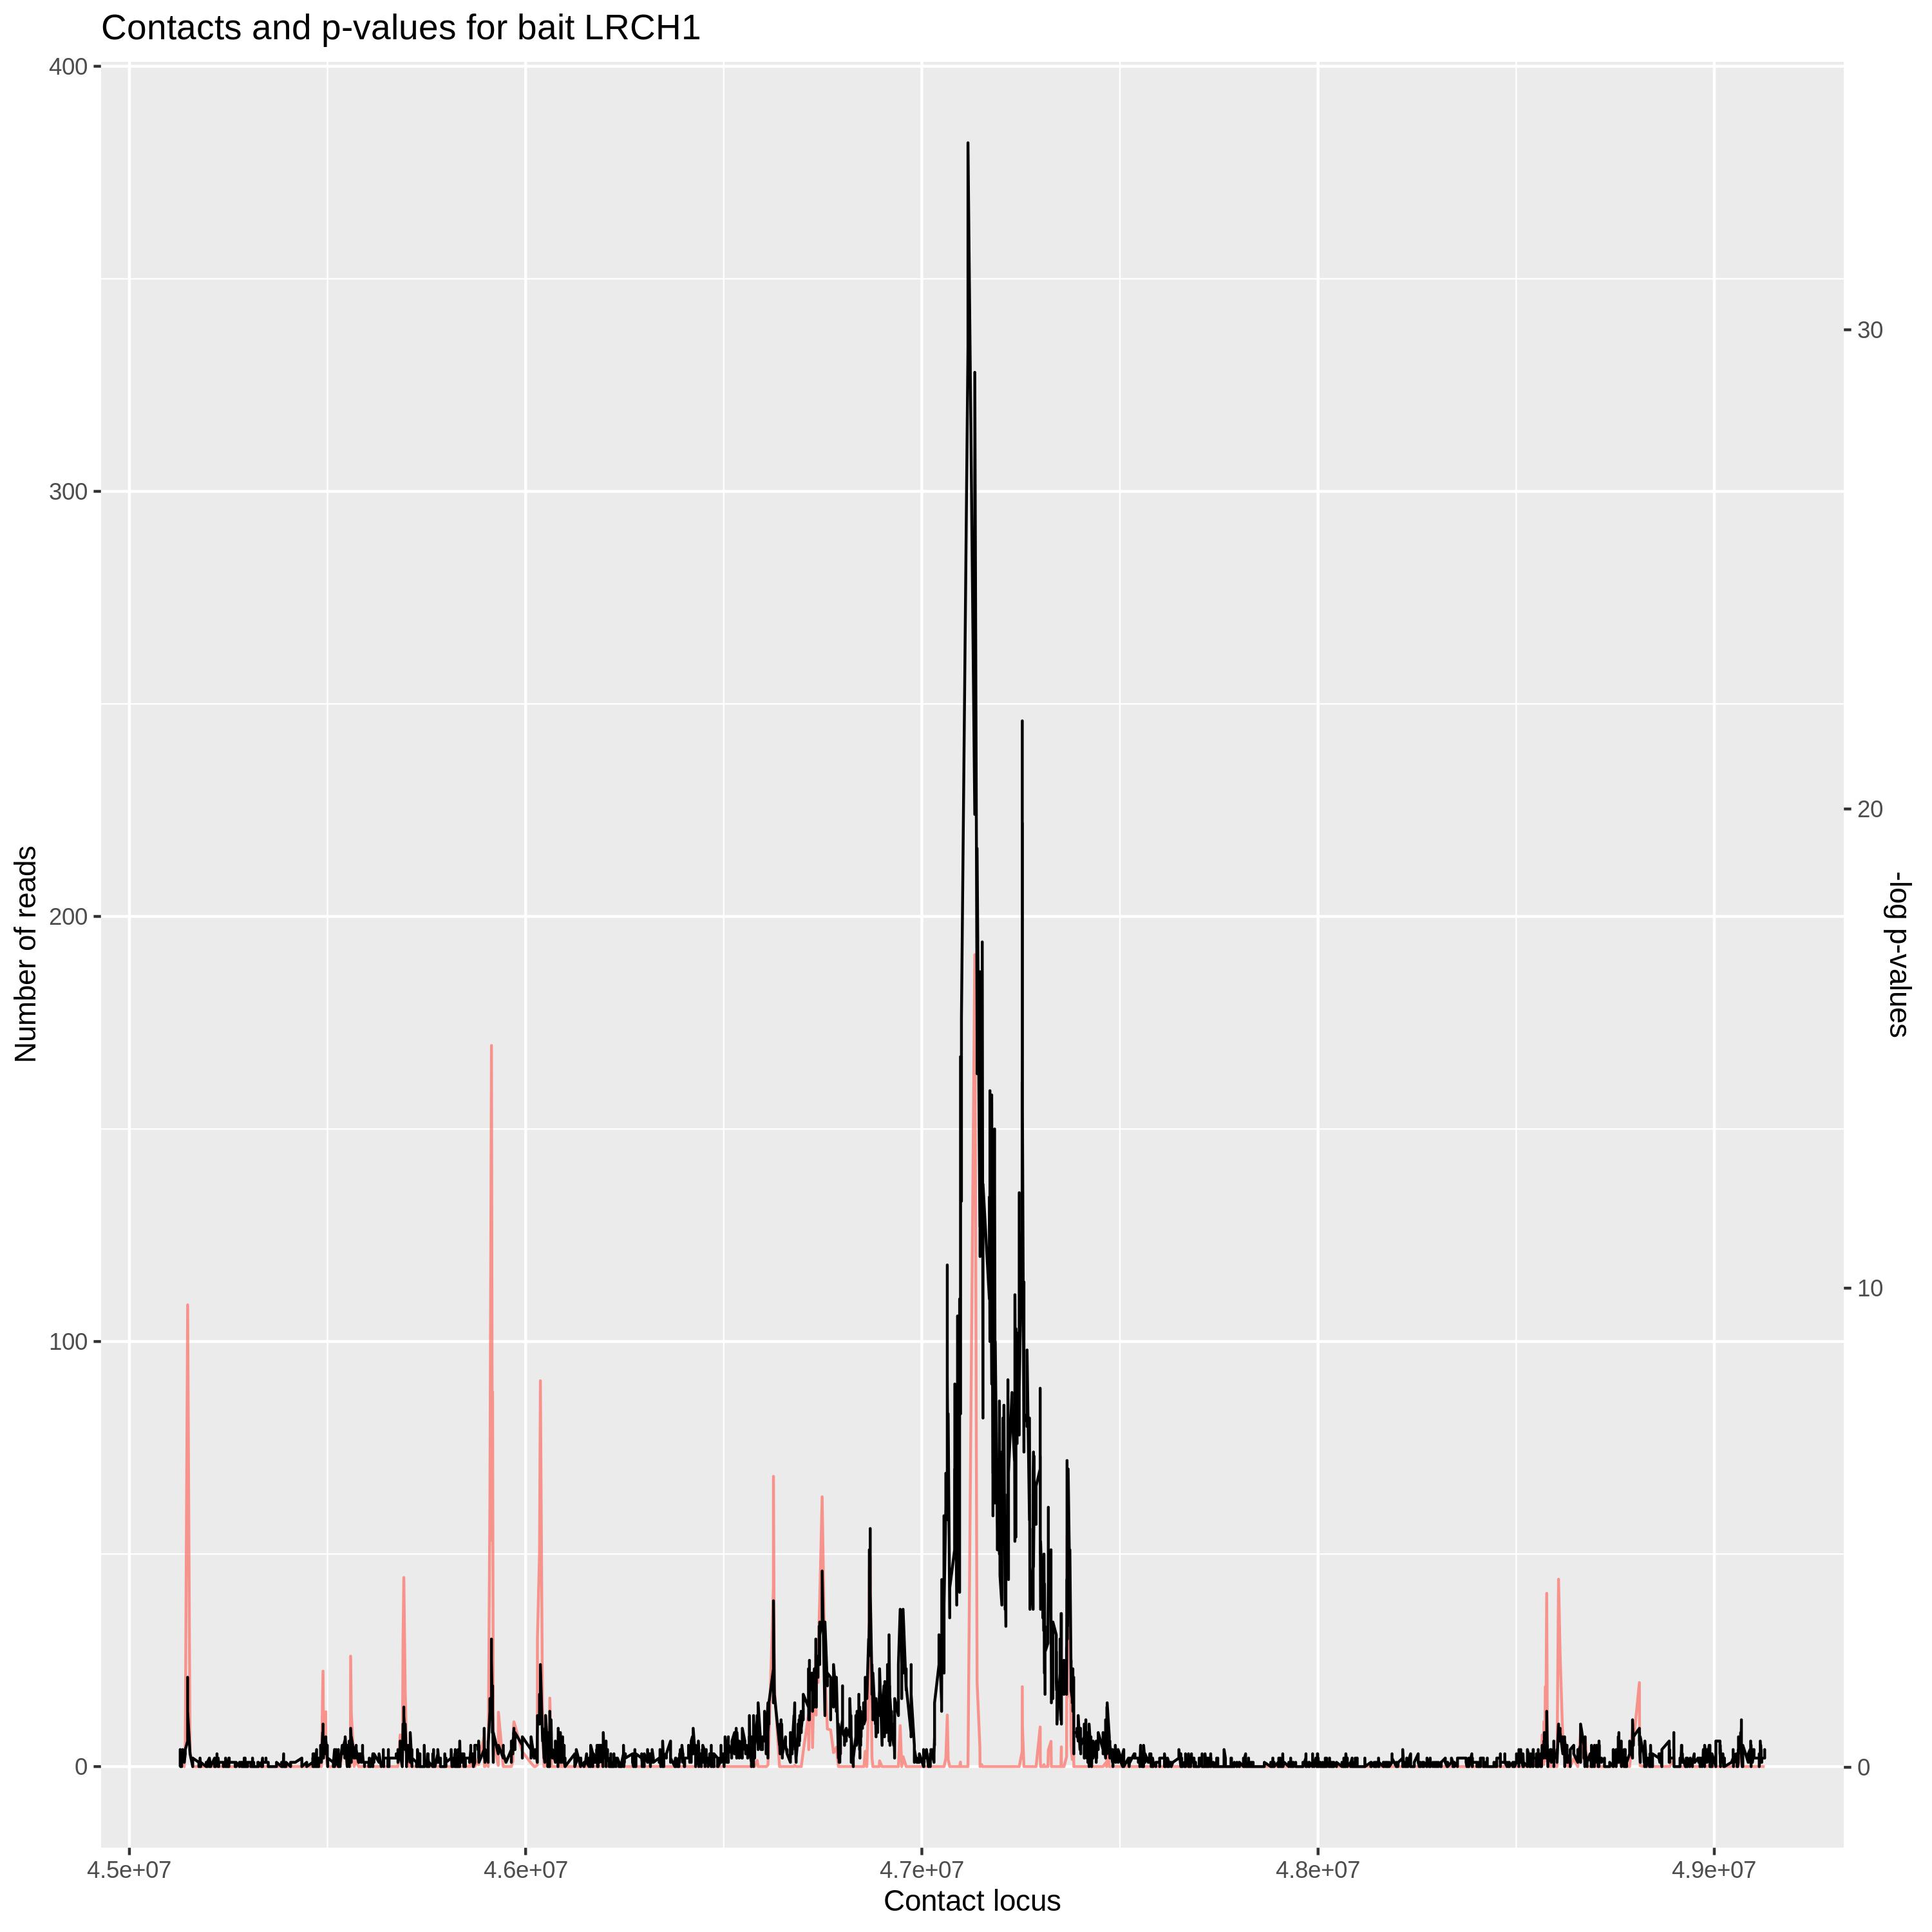 Contacts and p-values for bait LRCH1
400
300
200
100
0
Number of reads
30
20
10
0
-log p-values
4.5e+07
4.6e+07
4.7e+07
4.8e+07
4.9e+07
Contact locus